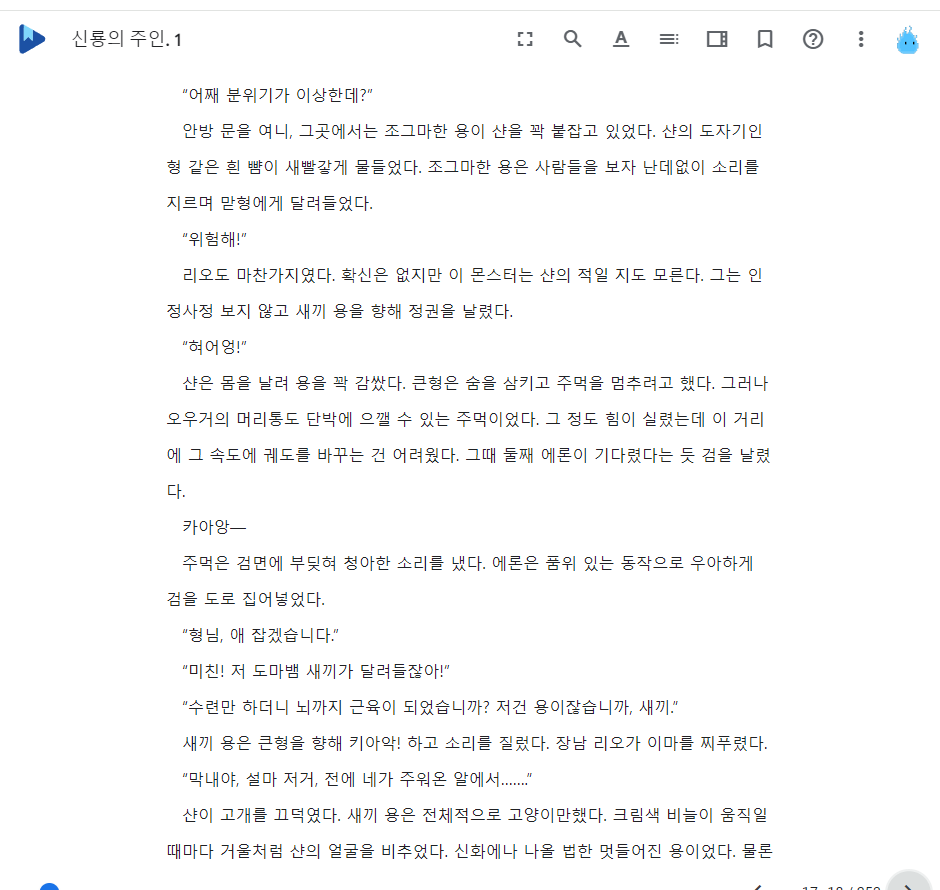 신룡의 주인. 1
“어째 분위기가 이상한데?”
안방 문을 여니, 그곳에서는 조그마한 용이 샨을 꽉 붙잡고 있었다. 샨의 도자기인
형 같은 흰 뺨이 새빨갛게 물들었다. 조그마한 용은 사람들을 보자 난데없이 소리를
지르며 맏형에게 달려들었다.
“위험해!”
리오도 마찬가지였다. 확신은 없지만 이 몬스터는 샨의 적일 지도 모른다. 그는 인
정사정 보지 않고 새끼 용을 향해 정권을 날렸다.
“혀어엉!”
샨은 몸을 날려 용을 꽉 감쌌다. 큰형은 숨을 삼키고 주먹을 멈추려고 했다. 그러나
오우거의 머리통도 단박에 으깰 수 있는 주먹이었다. 그 정도 힘이 실렸는데 이 거리
에 그 속도에 궤도를 바꾸는 건 어려웠다. 그때 둘째 에론이 기다렸다는 듯 검을 날렸
다.
카아앙―
주먹은 검면에 부딪혀 청아한 소리를 냈다. 에론은 품위 있는 동작으로 우아하게
검을 도로 집어넣었다.
“형님, 애 잡겠습니다.”
“미친! 저 도마뱀 새끼가 달려들잖아!”
“수련만 하더니 뇌까지 근육이 되었습니까? 저건 용이잖습니까, 새끼.”
새끼 용은 큰형을 향해 키아악! 하고 소리를 질렀다. 장남 리오가 이마를 찌푸렸다.
“막내야, 설마 저거, 전에 네가 주워온 알에서…….”
샨이 고개를 끄덕였다. 새끼 용은 전체적으로 고양이만했다. 크림색 비늘이 움직일
때마다 거울처럼 샨의 얼굴을 비추었다. 신화에나 나올 법한 멋들어진 용이었다. 물론